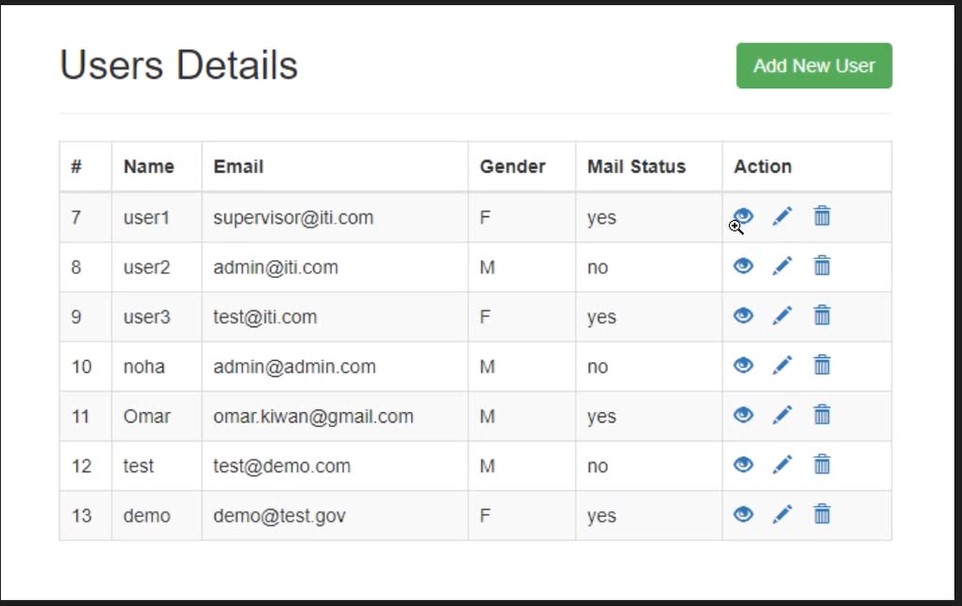 Users Details
Add New User
# Name Email Gender Mail Status Action
7 user1 supervisor@iti.com F yes
8 user2 admin@iti.com M no
9 user3 test@iti.com F yes
10 noha admin@admin.com M no
11 Omar omar.kiwan@gmail.com M yes
12 test test@demo.com M no
13 demo demo@test.gov F yes